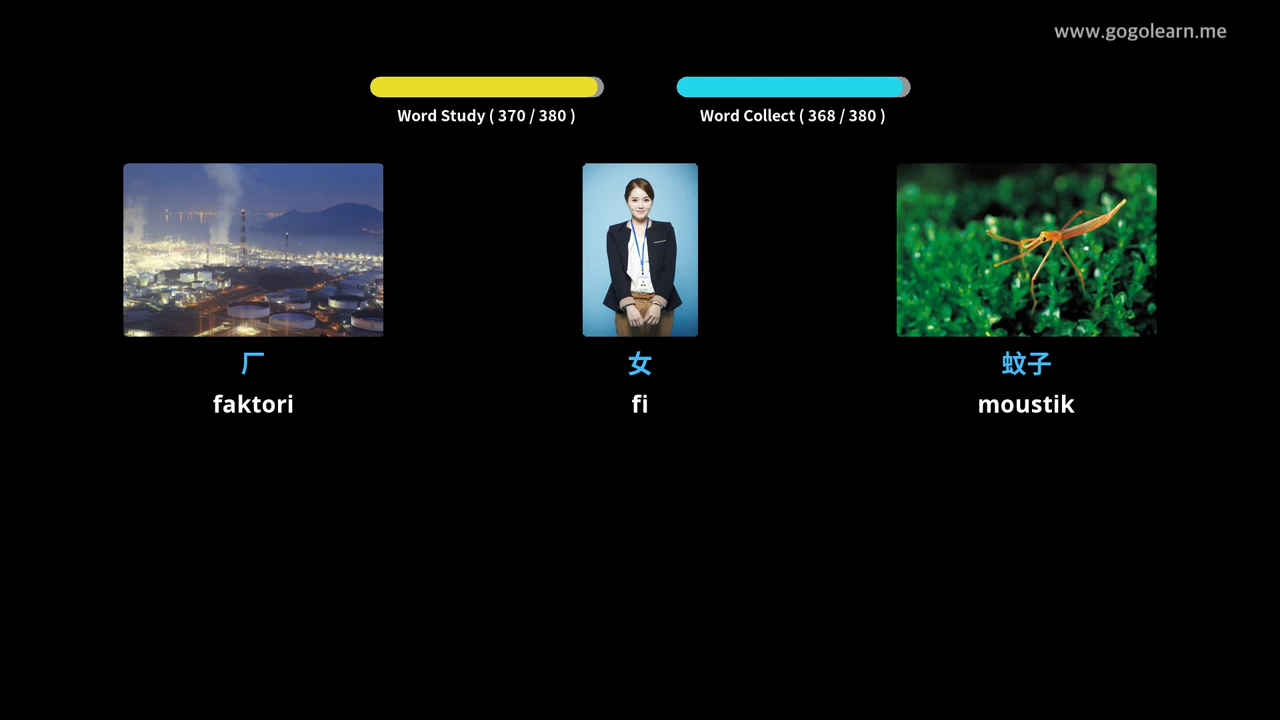 www.gogolearn.me
Word Study ( 370 / 380 )
Word Collect ( 368 / 380 )
厂
女
蚊子
faktori
fi
moustik